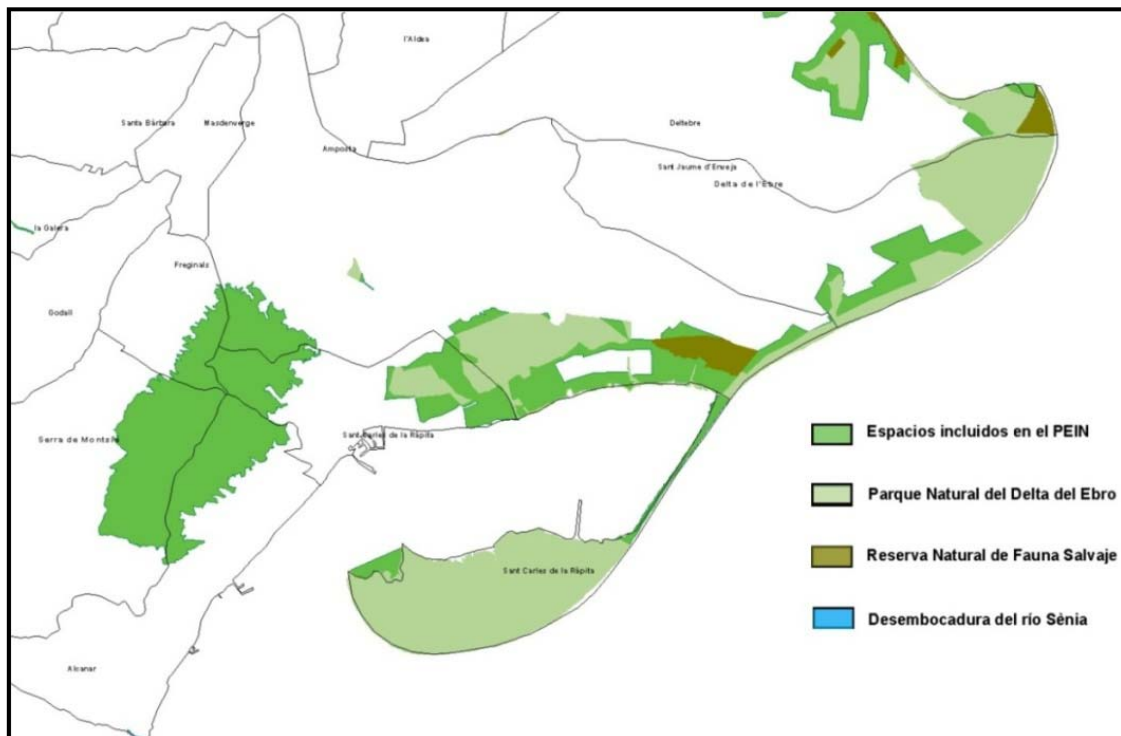 l'Aldea
Santa Bàrbara
Masdenverge
Amposta
Deltebre
Sant Jaume d'Enveja
Delta de l'Ebre
la Galera
Freginals
Godall
Serra de Montsià
Sant Carles de la Ràpita
Sant Carles de la Ràpita
Alcanar
Espacios incluidos en el PEIN
Parque Natural del Delta del Ebro
Reserva Natural de Fauna Salvaje
Desembocadura del río Sènia